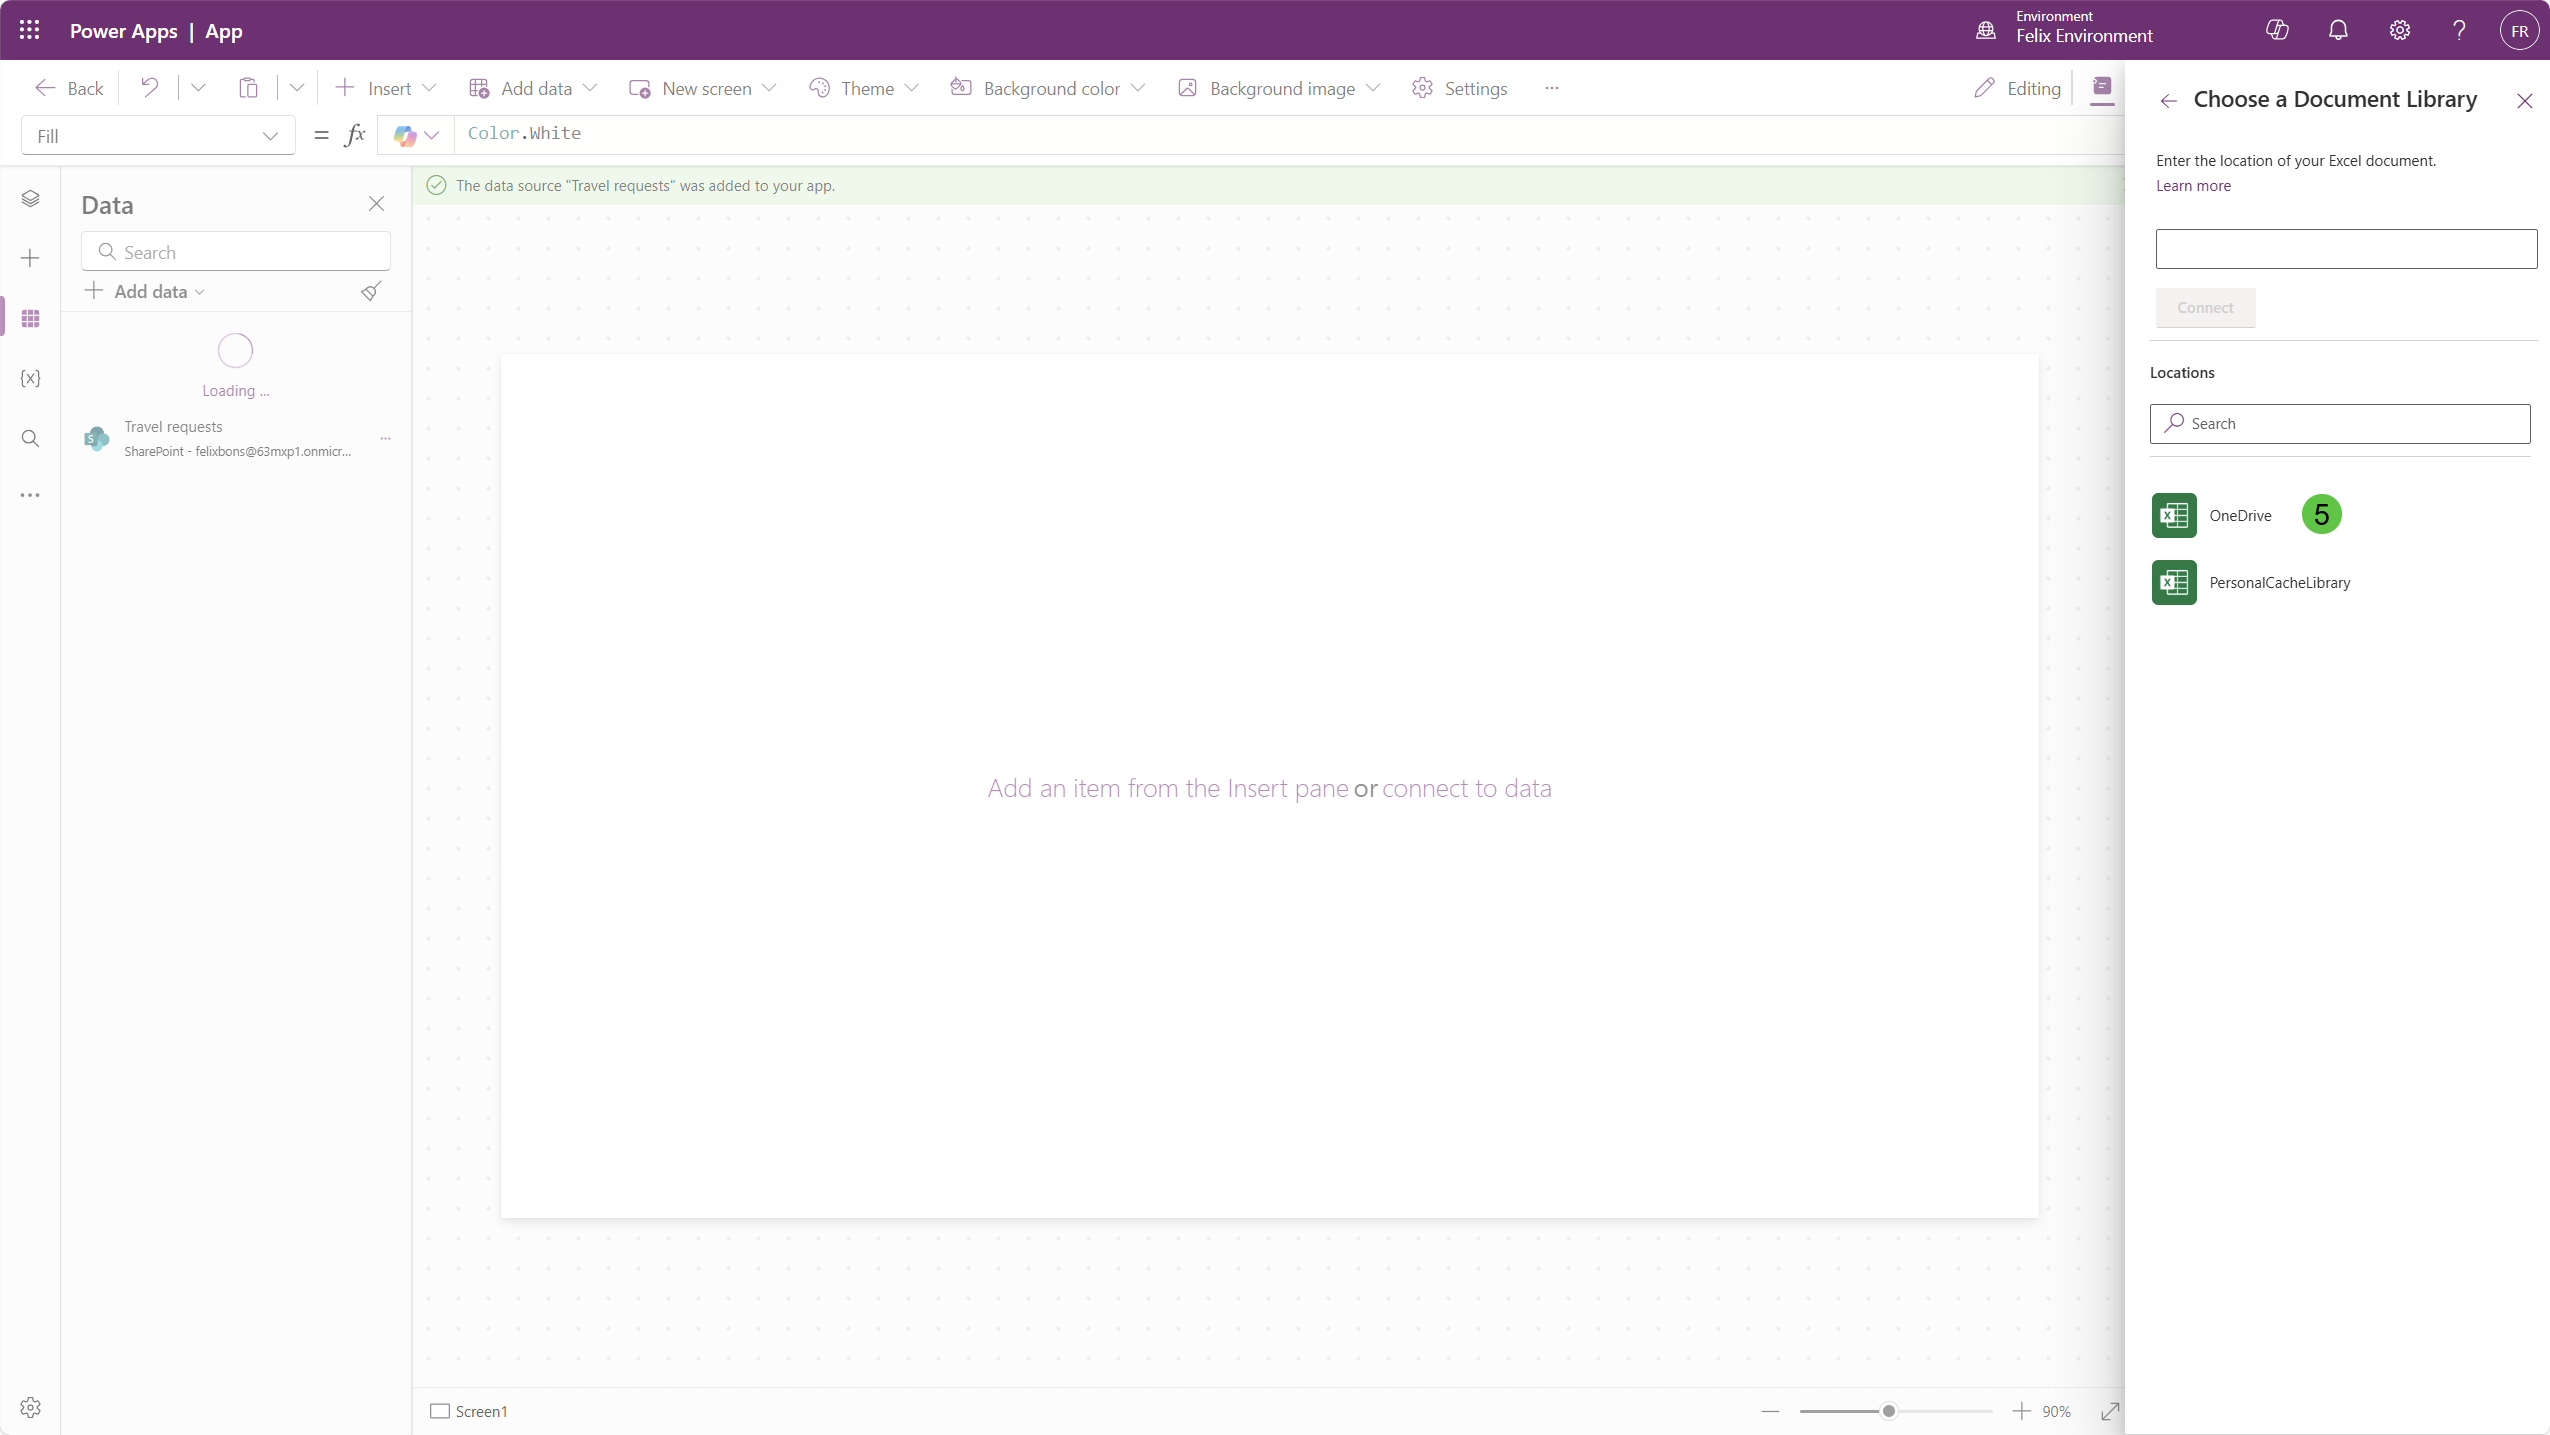 Power Apps | App
Environment
Felix Environment
FR
Back
Insert
Add data
New screen
Theme
Background color
Background image
Settings
...
Editing
Fill
= fx
Color.White
Data
Search
Add data
Loading ...
Travel requests
SharePoint - felixbons@63mxp1.onmicr...
The data source "Travel requests" was added to your app.
Add an item from the Insert pane or connect to data
Screen1
90%
Choose a Document Library
Enter the location of your Excel document.
Learn more
Connect
Locations
Search
OneDrive
5
PersonalCacheLibrary